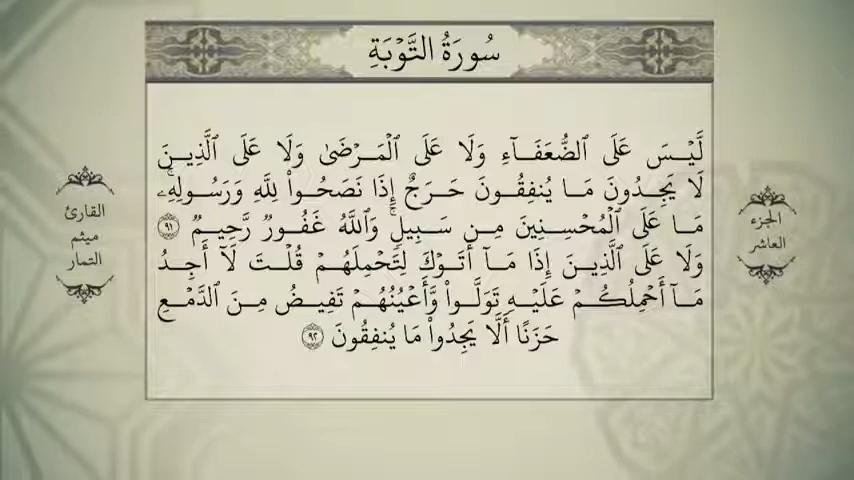 سُورَةُ التَّوْبَةِ
لَّيْسَ عَلَى ٱلضُّعَفَآءِ وَلَا عَلَى ٱلْمَرْضَىٰ وَلَا عَلَى ٱلَّذِينَ
لَا يَجِدُونَ مَا يُنفِقُونَ حَرَجٌ إِذَا نَصَحُوا۟ لِلَّهِ وَرَسُولِهِۦۚ
مَا عَلَى ٱلْمُحْسِنِينَ مِن سَبِيلٍۚ وَٱللَّهُ غَفُورٌ رَّحِيمٌ ٩١
وَلَا عَلَى ٱلَّذِينَ إِذَا مَآ أَتَوْكَ لِتَحْمِلَهُمْ قُلْتَ لَآ أَجِدُ
مَآ أَحْمِلُكُمْ عَلَيْهِ تَوَلَّوا۟ وَّأَعْيُنُهُمْ تَفِيضُ مِنَ ٱلدَّمْعِ
حَزَنًا أَلَّا يَجِدُوا۟ مَا يُنفِقُونَ ٩٢
الجزء
العاشر
القارئ
ميثم
التمار